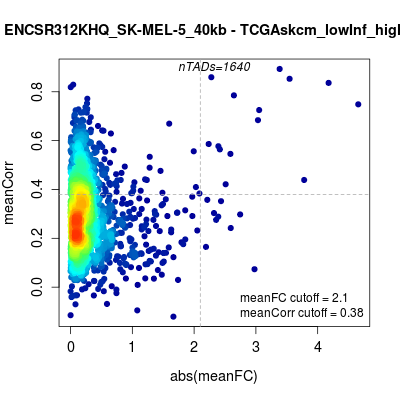 ENCSR312KHQ_SK-MEL-5_40kb - TCGAskcm_lowInf_high
nTADs=1640
meanCorr
0.8
0.6
0.4
0.2
0.0
meanFC cutoff = 2.1
meanCorr cutoff = 0.38
0 1 2 3 4
abs(meanFC)